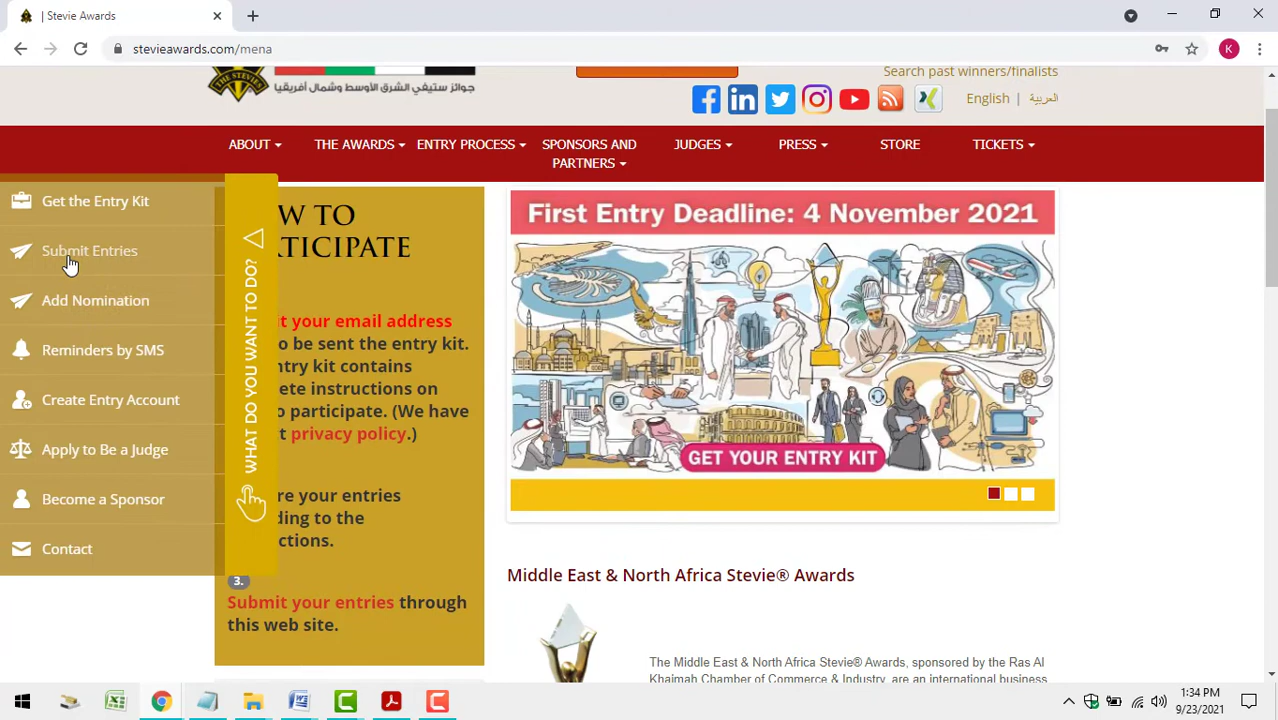 | Stevie Awards
stevieawards.com/mena
K
THE STEVIE
جوائز ستيفي الشرق الأوسط وشمال أفريقيا
Search past winners/finalists
English | العربية
ABOUT
THE AWARDS
ENTRY PROCESS
SPONSORS AND
PARTNERS
JUDGES
PRESS
STORE
TICKETS
Get the Entry Kit
Submit Entries
Add Nomination
Reminders by SMS
Create Entry Account
Apply to Be a Judge
Become a Sponsor
Contact
WHAT DO YOU WANT TO DO?
W TO
TICIPATE
t your email address
o be sent the entry kit.
ntry kit contains
lete instructions on
to participate. (We have
t privacy policy.)
re your entries
ding to the
ctions.
3.
Submit your entries through
this web site.
First Entry Deadline: 4 November 2021
GET YOUR ENTRY KIT
Middle East & North Africa Stevie® Awards
The Middle East & North Africa Stevie® Awards, sponsored by the Ras Al
Khaimah Chamber of Commerce & Industry, are an international business
1:34 PM
9/23/2021